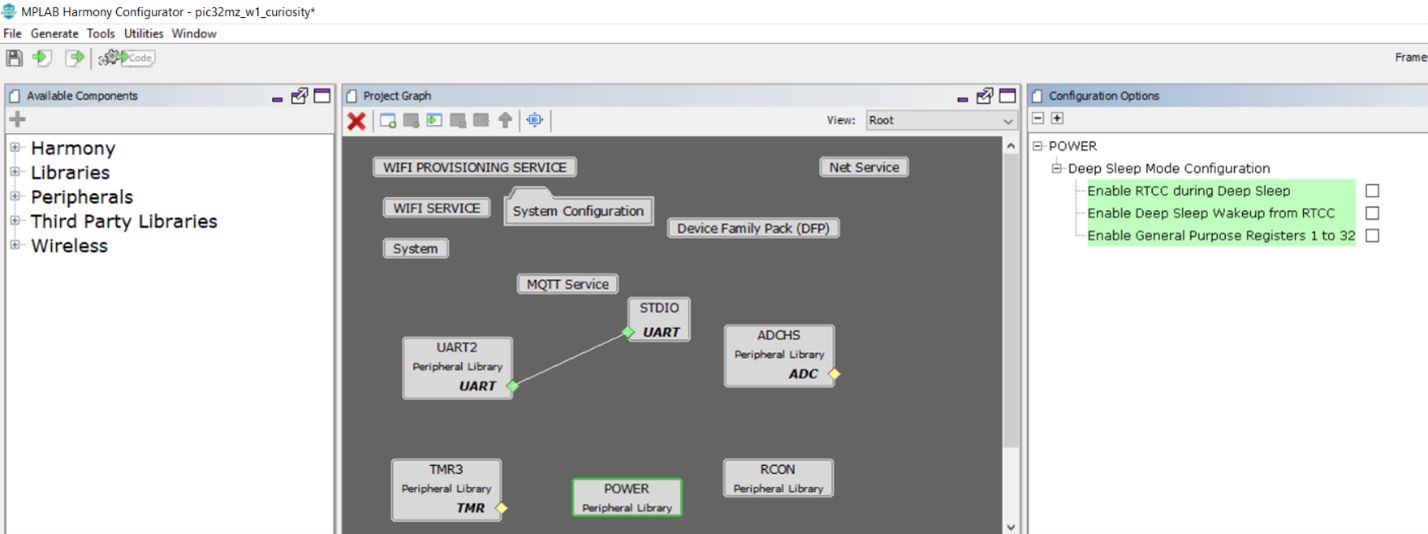 MPLAB Harmony Configurator - pic32mz_w1_curiosity*
File Generate Tools Utilities Window
Code
Frame
Available Components
Harmony
Libraries
Peripherals
Third Party Libraries
Wireless
Project Graph
View: Root
WIFI PROVISIONING SERVICE
Net Service
WIFI SERVICE
System Configuration
Device Family Pack (DFP)
System
MQTT Service
STDIO
UART
UART2
Peripheral Library
UART
ADCHS
Peripheral Library
ADC
TMR3
Peripheral Library
TMR
POWER
Peripheral Library
RCON
Peripheral Library
Configuration Options
POWER
Deep Sleep Mode Configuration
Enable RTCC during Deep Sleep
Enable Deep Sleep Wakeup from RTCC
Enable General Purpose Registers 1 to 32